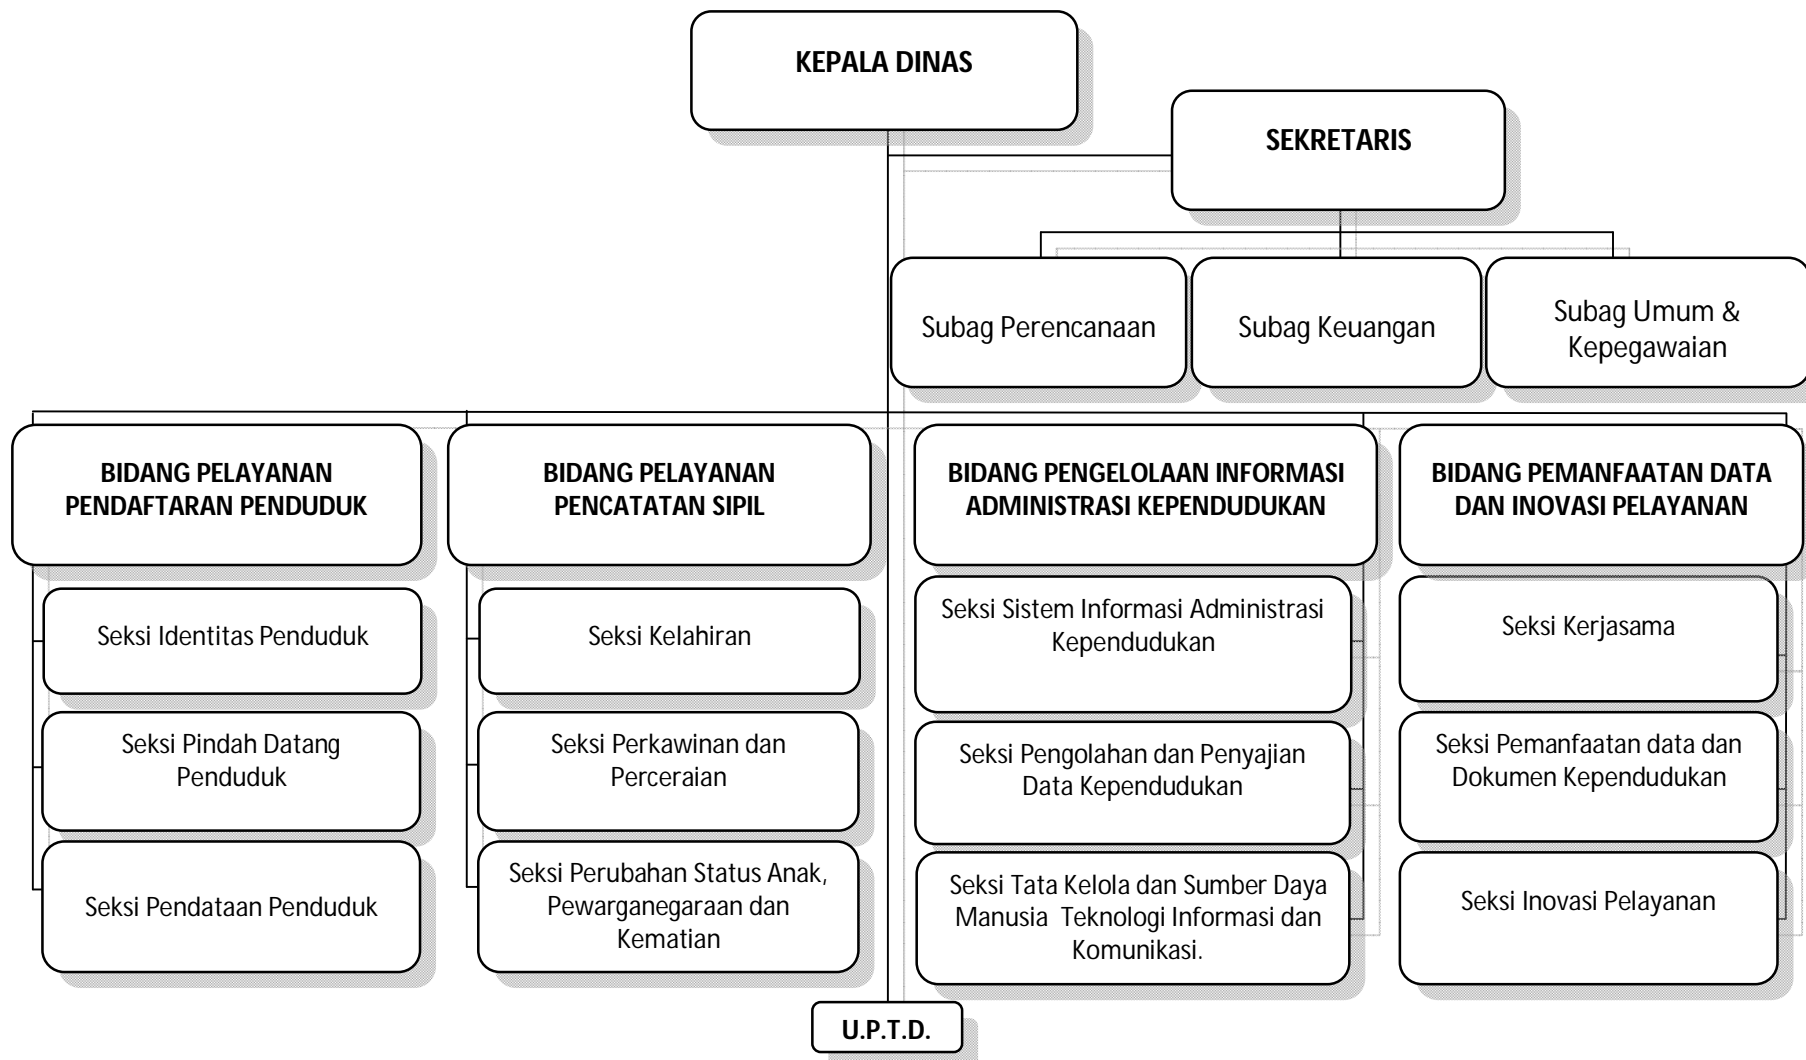 KEPALA DINAS
SEKRETARIS
Subag Perencanaan
Subag Keuangan
Subag Umum &
Kepegawaian
BIDANG PELAYANAN
PENDAFTARAN PENDUDUK
BIDANG PELAYANAN
PENCATATAN SIPIL
BIDANG PENGELOLAAN INFORMASI
ADMINISTRASI KEPENDUDUKAN
BIDANG PEMANFAATAN DATA
DAN INOVASI PELAYANAN
Seksi Identitas Penduduk
Seksi Kelahiran
Seksi Sistem Informasi Administrasi
Kependudukan
Seksi Kerjasama
Seksi Pindah Datang
Penduduk
Seksi Perkawinan dan
Perceraian
Seksi Pengolahan dan Penyajian
Data Kependudukan
Seksi Pemanfaatan data dan
Dokumen Kependudukan
Seksi Pendataan Penduduk
Seksi Perubahan Status Anak,
Pewarganegaraan dan
Kematian
Seksi Tata Kelola dan Sumber Daya
Manusia  Teknologi Informasi dan
Komunikasi.
Seksi Inovasi Pelayanan
U.P.T.D.